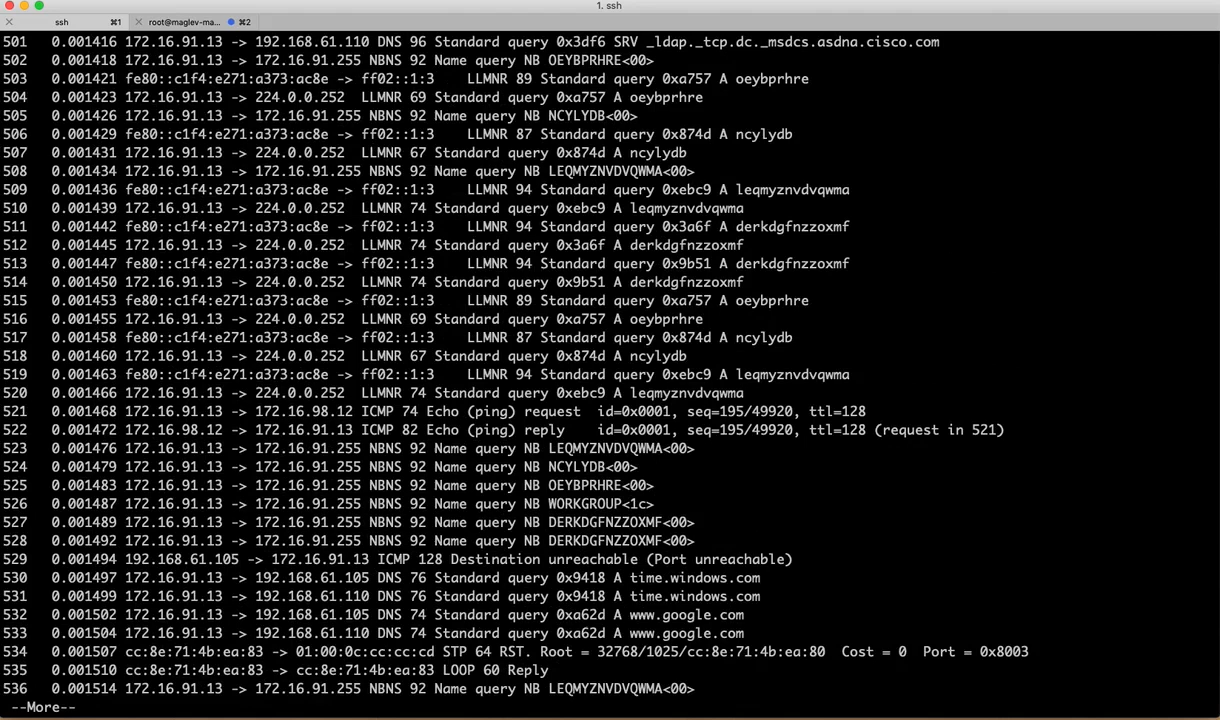 1. ssh
ssh ⌘1 root@maglev-ma... ⌘2
501 0.001416 172.16.91.13 -> 192.168.61.110 DNS 96 Standard query 0x3df6 SRV _ldap._tcp.dc._msdcs.asdna.cisco.com
502 0.001418 172.16.91.13 -> 172.16.91.255 NBNS 92 Name query NB OEYBPRHRE<00>
503 0.001421 fe80::c1f4:e271:a373:ac8e -> ff02::1:3 LLMNR 89 Standard query 0xa757 A oeybprhre
504 0.001423 172.16.91.13 -> 224.0.0.252 LLMNR 69 Standard query 0xa757 A oeybprhre
505 0.001426 172.16.91.13 -> 172.16.91.255 NBNS 92 Name query NB NCYLYDB<00>
506 0.001429 fe80::c1f4:e271:a373:ac8e -> ff02::1:3 LLMNR 87 Standard query 0x874d A ncylydb
507 0.001431 172.16.91.13 -> 224.0.0.252 LLMNR 67 Standard query 0x874d A ncylydb
508 0.001434 172.16.91.13 -> 172.16.91.255 NBNS 92 Name query NB LEQMYZNVDVQWMA<00>
509 0.001436 fe80::c1f4:e271:a373:ac8e -> ff02::1:3 LLMNR 94 Standard query 0xebc9 A leqmyznvdvqwma
510 0.001439 172.16.91.13 -> 224.0.0.252 LLMNR 74 Standard query 0xebc9 A leqmyznvdvqwma
511 0.001442 fe80::c1f4:e271:a373:ac8e -> ff02::1:3 LLMNR 94 Standard query 0x3a6f A derkdgfnzzoxmf
512 0.001445 172.16.91.13 -> 224.0.0.252 LLMNR 74 Standard query 0x3a6f A derkdgfnzzoxmf
513 0.001447 fe80::c1f4:e271:a373:ac8e -> ff02::1:3 LLMNR 94 Standard query 0x9b51 A derkdgfnzzoxmf
514 0.001450 172.16.91.13 -> 224.0.0.252 LLMNR 74 Standard query 0x9b51 A derkdgfnzzoxmf
515 0.001453 fe80::c1f4:e271:a373:ac8e -> ff02::1:3 LLMNR 89 Standard query 0xa757 A oeybprhre
516 0.001455 172.16.91.13 -> 224.0.0.252 LLMNR 69 Standard query 0xa757 A oeybprhre
517 0.001458 fe80::c1f4:e271:a373:ac8e -> ff02::1:3 LLMNR 87 Standard query 0x874d A ncylydb
518 0.001460 172.16.91.13 -> 224.0.0.252 LLMNR 67 Standard query 0x874d A ncylydb
519 0.001463 fe80::c1f4:e271:a373:ac8e -> ff02::1:3 LLMNR 94 Standard query 0xebc9 A leqmyznvdvqwma
520 0.001466 172.16.91.13 -> 224.0.0.252 LLMNR 74 Standard query 0xebc9 A leqmyznvdvqwma
521 0.001468 172.16.91.13 -> 172.16.98.12 ICMP 74 Echo (ping) request id=0x0001, seq=195/49920, ttl=128
522 0.001472 172.16.98.12 -> 172.16.91.13 ICMP 82 Echo (ping) reply id=0x0001, seq=195/49920, ttl=128 (request in 521)
523 0.001476 172.16.91.13 -> 172.16.91.255 NBNS 92 Name query NB LEQMYZNVDVQWMA<00>
524 0.001479 172.16.91.13 -> 172.16.91.255 NBNS 92 Name query NB NCYLYDB<00>
525 0.001483 172.16.91.13 -> 172.16.91.255 NBNS 92 Name query NB OEYBPRHRE<00>
526 0.001487 172.16.91.13 -> 172.16.91.255 NBNS 92 Name query NB WORKGROUP<1c>
527 0.001489 172.16.91.13 -> 172.16.91.255 NBNS 92 Name query NB DERKDGFNZZOXMF<00>
528 0.001492 172.16.91.13 -> 172.16.91.255 NBNS 92 Name query NB DERKDGFNZZOXMF<00>
529 0.001494 192.168.61.105 -> 172.16.91.13 ICMP 128 Destination unreachable (Port unreachable)
530 0.001497 172.16.91.13 -> 192.168.61.105 DNS 76 Standard query 0x9418 A time.windows.com
531 0.001499 172.16.91.13 -> 192.168.61.110 DNS 76 Standard query 0x9418 A time.windows.com
532 0.001502 172.16.91.13 -> 192.168.61.105 DNS 74 Standard query 0xa62d A www.google.com
533 0.001504 172.16.91.13 -> 192.168.61.110 DNS 74 Standard query 0xa62d A www.google.com
534 0.001507 cc:8e:71:4b:ea:83 -> 01:00:0c:cc:cc:cd STP 64 RST. Root = 32768/1025/cc:8e:71:4b:ea:80 Cost = 0 Port = 0x8003
535 0.001510 cc:8e:71:4b:ea:83 -> cc:8e:71:4b:ea:83 LOOP 60 Reply
536 0.001514 172.16.91.13 -> 172.16.91.255 NBNS 92 Name query NB LEQMYZNVDVQWMA<00>
--More--